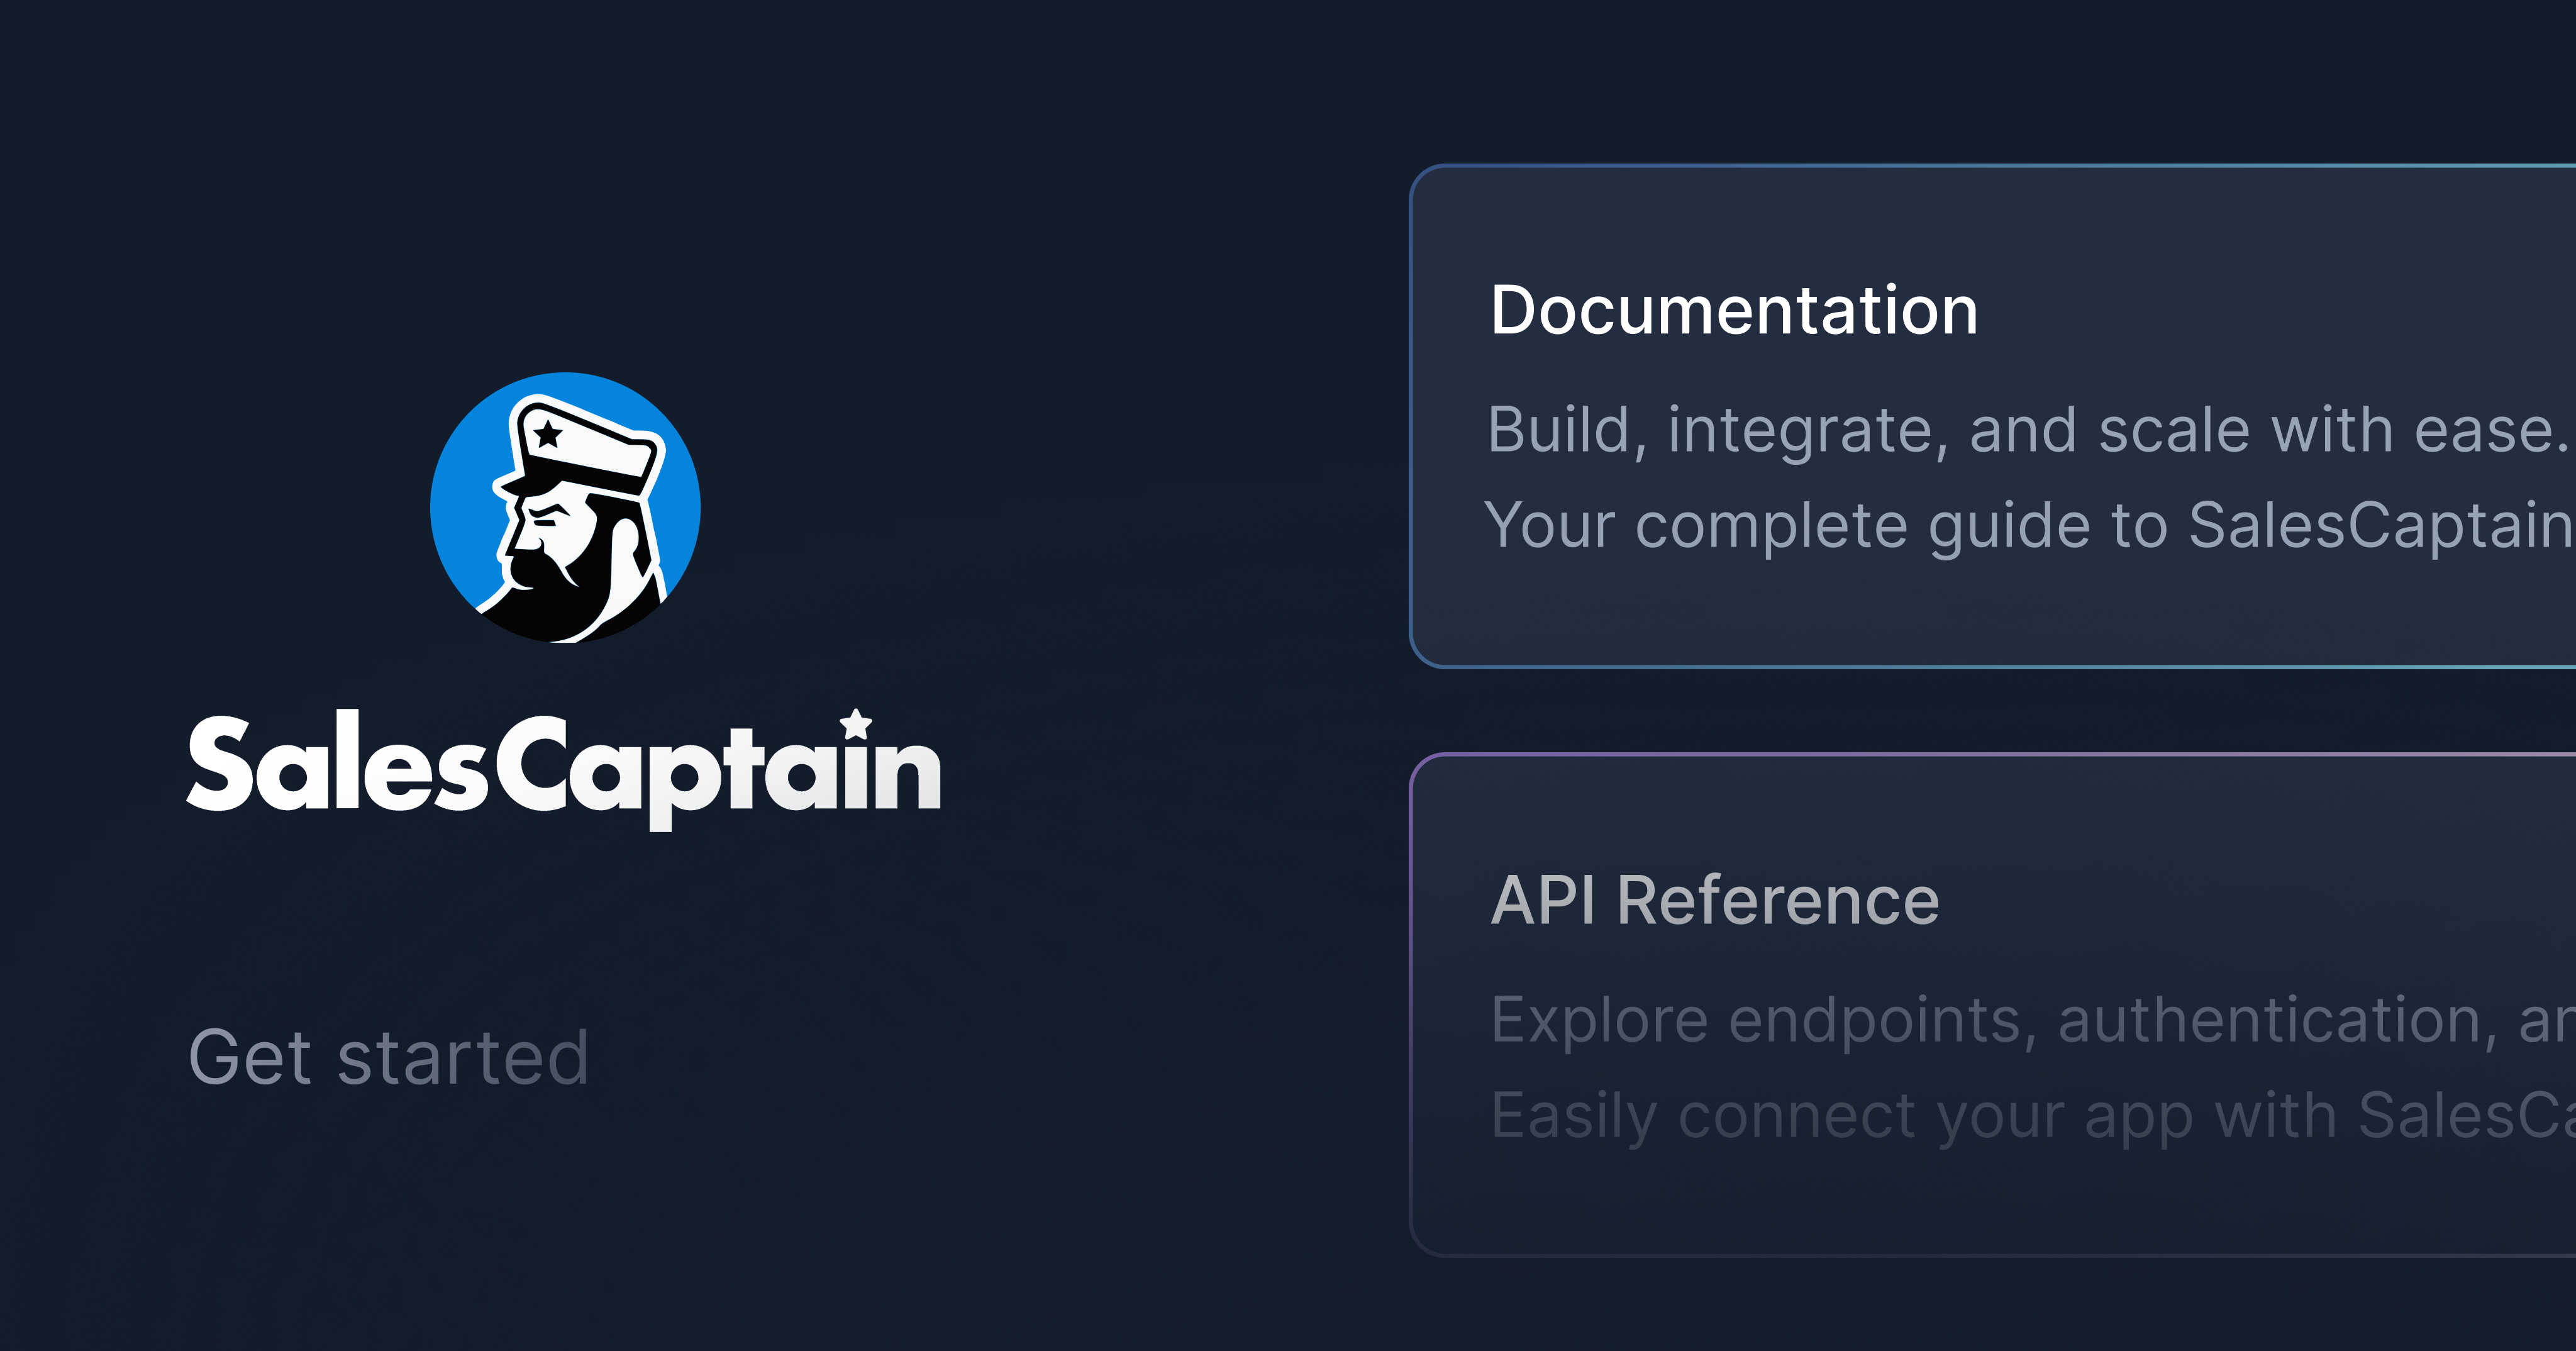 SalesCaptain
Get started
Documentation
Build, integrate, and scale with ease.
Your complete guide to SalesCaptain
API Reference
Explore endpoints, authentication,
Easily connect your app with